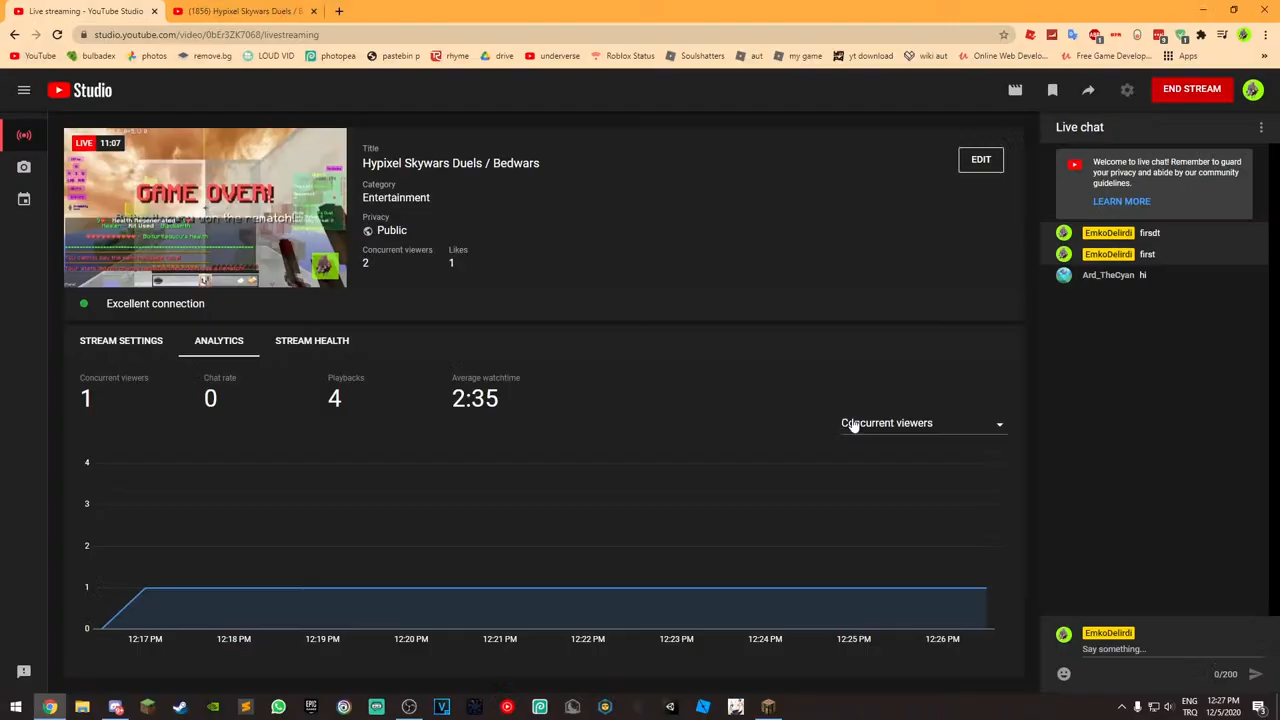 Live streaming - YouTube Studio
(1856) Hypixel Skywars Duels / B
studio.youtube.com/video/0bEr3ZK7068/livestreaming
YouTube bulbadex photos remove.bg LOUD VID photopea pastebin p rhyme drive underverse Roblox Status Soulshatters aut my game yt download wiki aut Online Web Develo... Free Game Develop... Apps
Studio
END STREAM
LIVE 11:07
GAME OVER!
Title
Hypixel Skywars Duels / Bedwars
EDIT
Category
Entertainment
Privacy
Public
Concurrent viewers Likes
2 1
Excellent connection
STREAM SETTINGS ANALYTICS STREAM HEALTH
Concurrent viewers Chat rate Playbacks Average watchtime
1 0 4 2:35
Concurrent viewers
4
3
2
1
0
12:17 PM 12:18 PM 12:19 PM 12:20 PM 12:21 PM 12:22 PM 12:23 PM 12:24 PM 12:25 PM 12:26 PM
Live chat
Welcome to live chat! Remember to guard
your privacy and abide by our community
guidelines.
LEARN MORE
EmkoDelirdi firsdt
EmkoDelirdi first
Ard_TheCyan hi
EmkoDelirdi
Say something...
0/200
ENG 12:27 PM
TRQ 12/5/2020